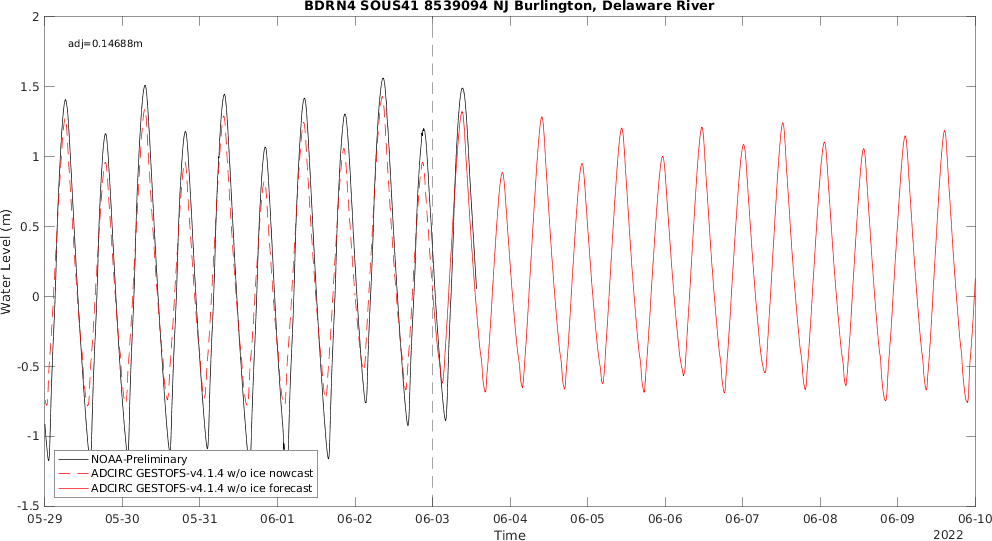 BDRN4 SOUS41 8539094 NJ Burlington, Delaware River
adj=0.14688m
2
1.5
1
0.5
0
-0.5
-1
-1.5
Water Level (m)
NOAA-Preliminary
ADCIRC GESTOFS-v4.1.4 w/o ice nowcast
ADCIRC GESTOFS-v4.1.4 w/o ice forecast
05-29 05-30 05-31 06-01 06-02 06-03 06-04 06-05 06-06 06-07 06-08 06-09 06-10
Time
2022